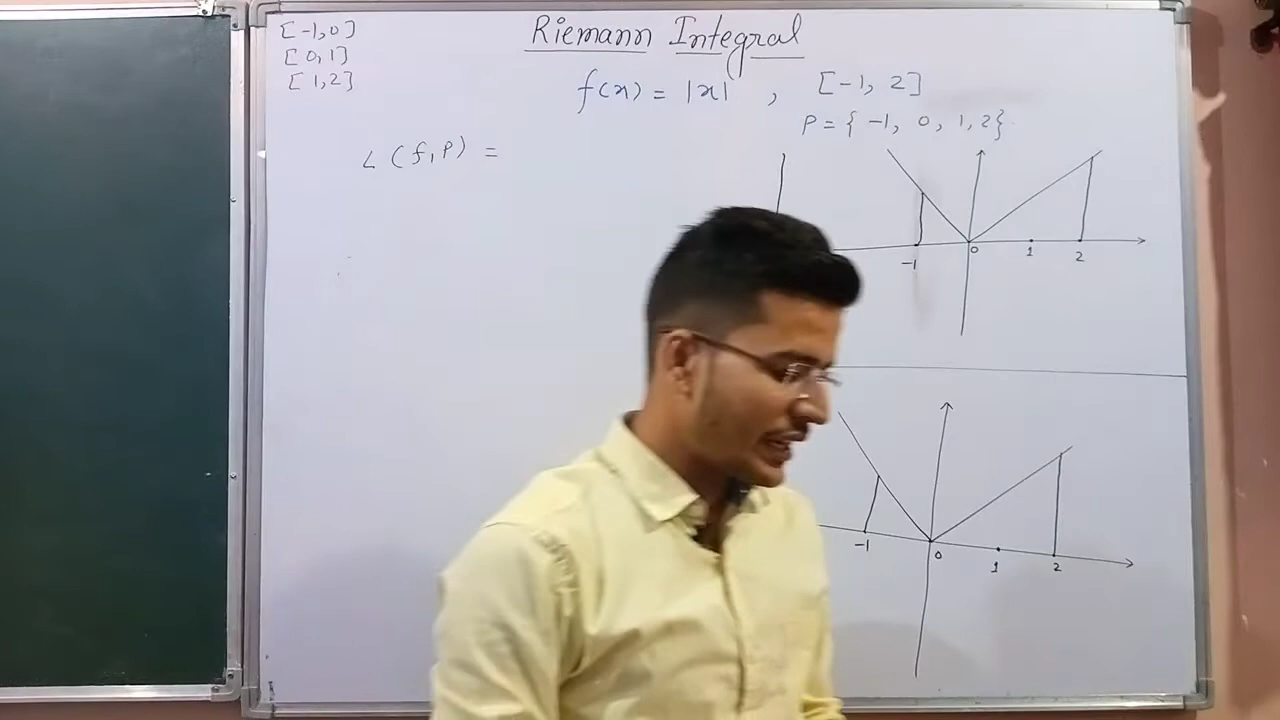 Riemann Integral
[-1,0]
[0,1]
[1,2]
f(x) = |x| , [-1, 2]
P = { -1, 0, 1, 2}
L (f, P) =
-1 0 1 2
-1 0 1 2